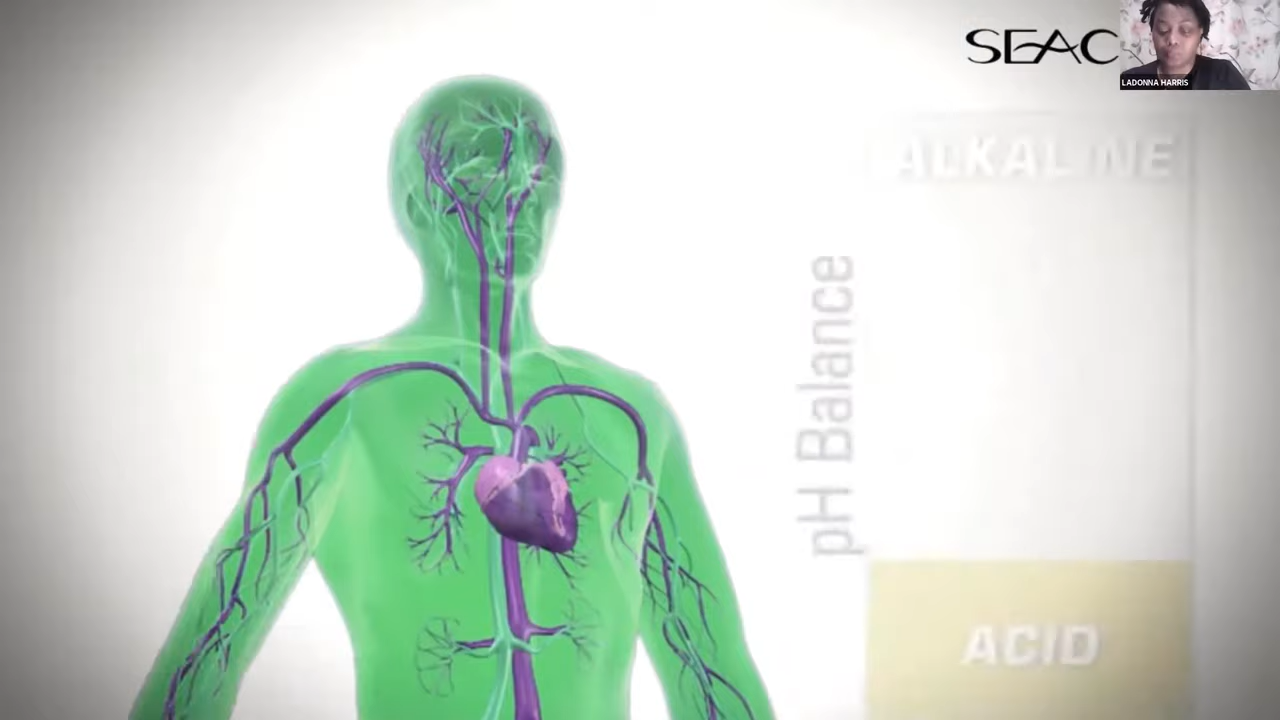 SEAC
LADONNA HARRIS
ALKALINE
pH Balance
ACID